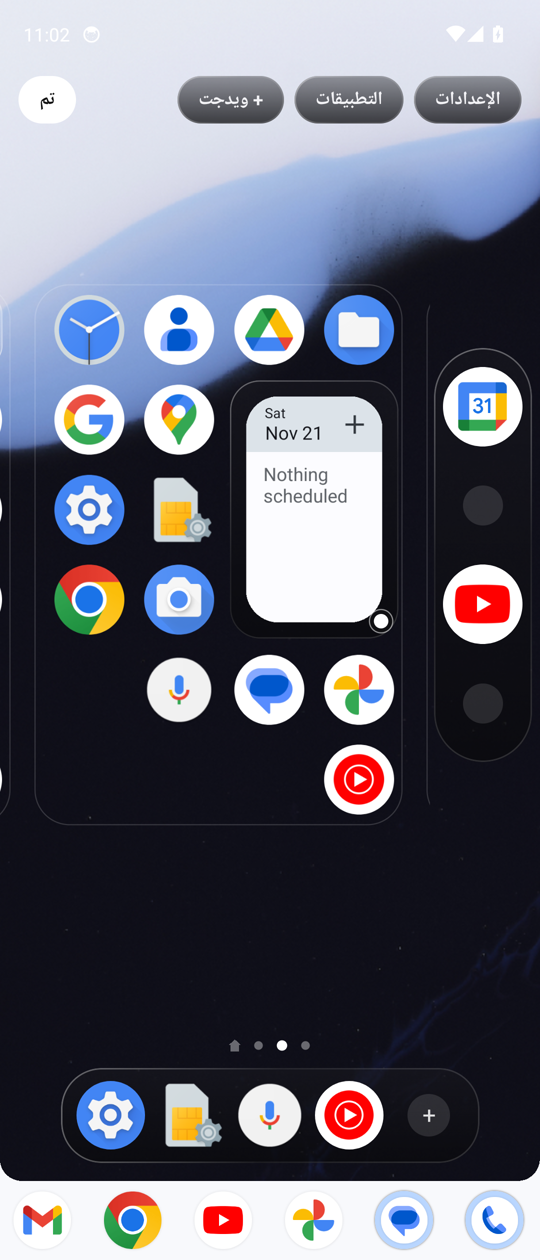 11:02
الإعدادات
التطبيقات
+ ويدجت
تم
Sat
Nov 21
+
Nothing
scheduled
31
+